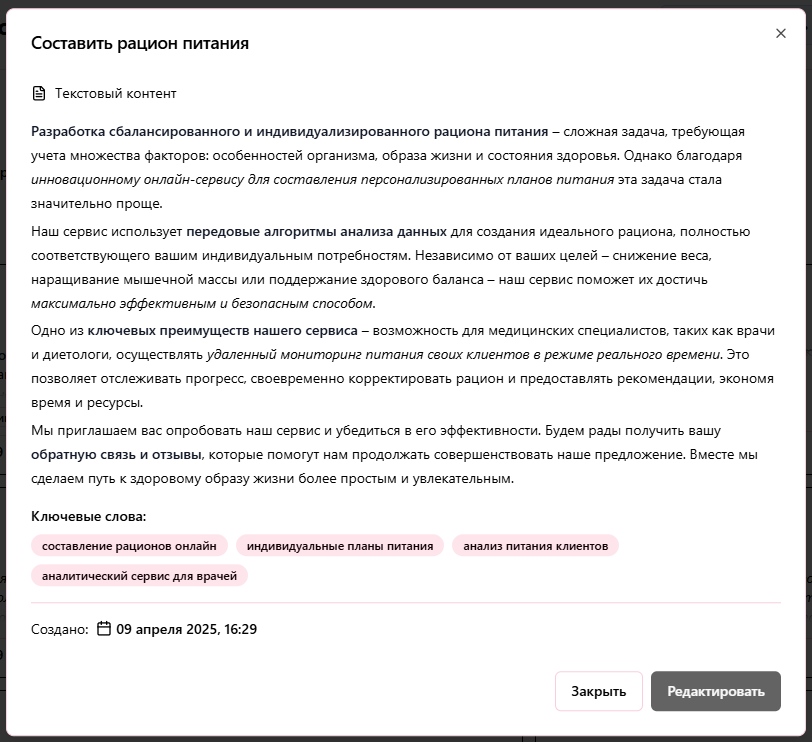 Составить рацион питания
Текстовый контент
Разработка сбалансированного и индивидуализированного рациона питания – сложная задача, требующая
учета множества факторов: особенностей организма, образа жизни и состояния здоровья. Однако благодаря
инновационному онлайн-сервису для составления персонализированных планов питания эта задача стала
значительно проще.
Наш сервис использует передовые алгоритмы анализа данных для создания идеального рациона, полностью
соответствующего вашим индивидуальным потребностям. Независимо от ваших целей – снижение веса,
наращивание мышечной массы или поддержание здорового баланса – наш сервис поможет их достичь
максимально эффективным и безопасным способом.
Одно из ключевых преимуществ нашего сервиса – возможность для медицинских специалистов, таких как врачи
и диетологи, осуществлять удаленный мониторинг питания своих клиентов в режиме реального времени. Это
позволяет отслеживать прогресс, своевременно корректировать рацион и предоставлять рекомендации, экономя
время и ресурсы.
Мы приглашаем вас опробовать наш сервис и убедиться в его эффективности. Будем рады получить вашу
обратную связь и отзывы, которые помогут нам продолжать совершенствовать наше предложение. Вместе мы
сделаем путь к здоровому образу жизни более простым и увлекательным.
Ключевые слова:
составление рационов онлайн индивидуальные планы питания анализ питания клиентов
аналитический сервис для врачей
Создано: 09 апреля 2025, 16:29
Закрыть Редактировать